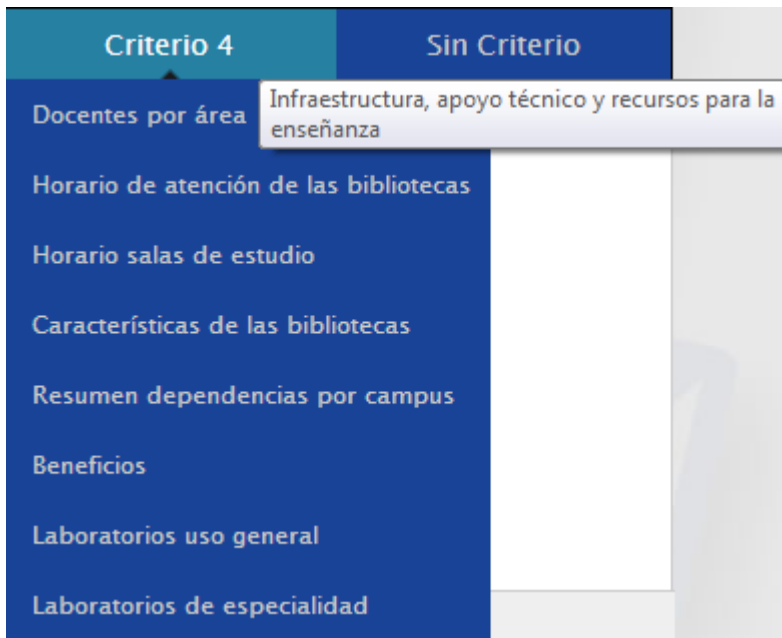 Criterio 4
Sin Criterio
Infraestructura, apoyo técnico y recursos para la
enseñanza
Docentes por área
Horario de atención de las bibliotecas
Horario salas de estudio
Características de las bibliotecas
Resumen dependencias por campus
Beneficios
Laboratorios uso general
Laboratorios de especialidad